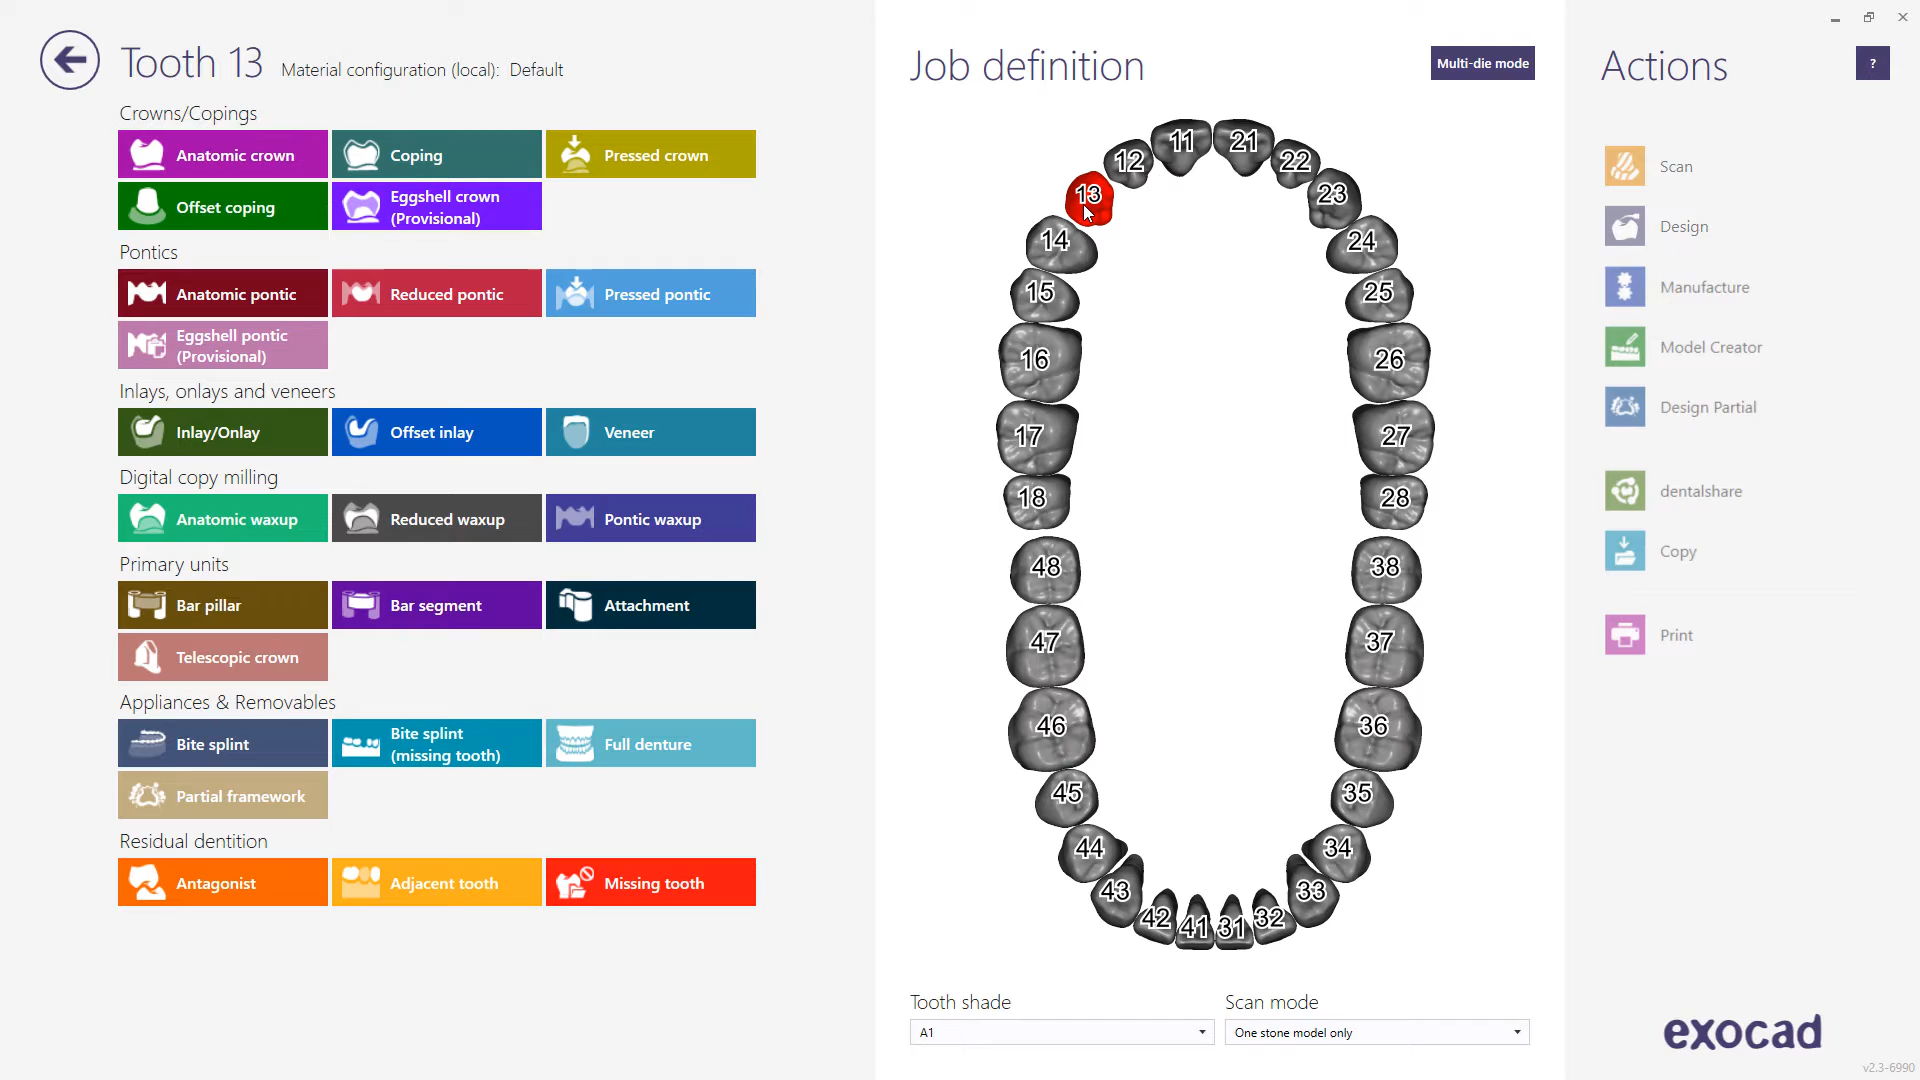 Tooth 13 Material configuration (local): Default
Crowns/Copings
Anatomic crown
Coping
Pressed crown
Offset coping
Eggshell crown
(Provisional)
Pontics
Anatomic pontic
Reduced pontic
Pressed pontic
Eggshell pontic
(Provisional)
Inlays, onlays and veneers
Inlay/Onlay
Offset inlay
Veneer
Digital copy milling
Anatomic waxup
Reduced waxup
Pontic waxup
Primary units
Bar pillar
Bar segment
Attachment
Telescopic crown
Appliances & Removables
Bite splint
Bite splint
(missing tooth)
Full denture
Partial framework
Residual dentition
Antagonist
Adjacent tooth
Missing tooth
Job definition
Multi-die mode
11 21
12 22
13 23
14 24
15 25
16 26
17 27
18 28
48 38
47 37
46 36
45 35
44 34
43 33
42 41 31 32
Tooth shade
A1
Scan mode
One stone model only
Actions
?
Scan
Design
Manufacture
Model Creator
Design Partial
dentalshare
Copy
Print
exocad
v2.3-6990